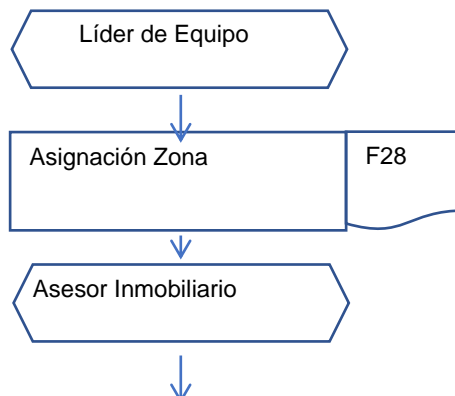 Líder de Equipo
Asignación Zona
F28
Asesor Inmobiliario